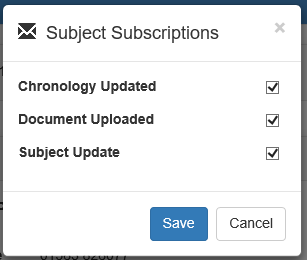 Subject Subscriptions
Chronology Updated
Document Uploaded
Subject Update
Save Cancel